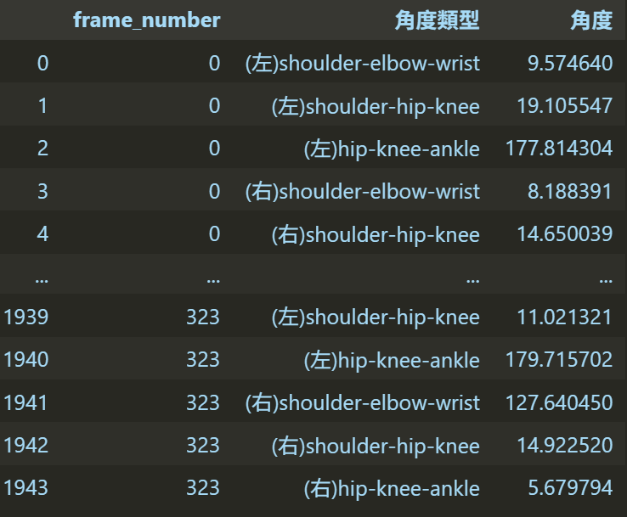 frame_number 角度類型 角度
0 0 (左)shoulder-elbow-wrist 9.574640
1 0 (左)shoulder-hip-knee 19.105547
2 0 (左)hip-knee-ankle 177.814304
3 0 (右)shoulder-elbow-wrist 8.188391
4 0 (右)shoulder-hip-knee 14.650039
... ... ... ...
1939 323 (左)shoulder-hip-knee 11.021321
1940 323 (左)hip-knee-ankle 179.715702
1941 323 (右)shoulder-elbow-wrist 127.640450
1942 323 (右)shoulder-hip-knee 14.922520
1943 323 (右)hip-knee-ankle 5.679794